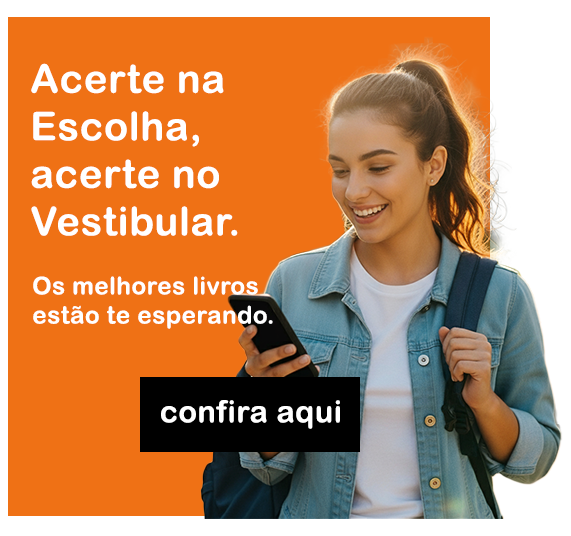 Acerte na
Escolha,
acerte no
Vestibular.
Os melhores livros
estão te esperando.
confira aqui